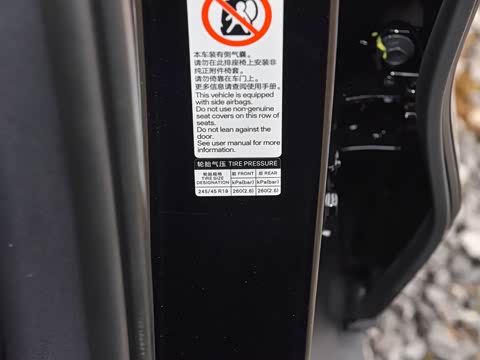 本车装有侧气囊。
请勿在此排座椅上安装非
纯正附件椅套。
请勿倚靠在车门上。
更多信息请查阅使用手册。
This vehicle is equipped
with side airbags.
Do not use non-genuine
seat covers on this row of
seats.
Do not lean against the
door.
See user manual for more
information.
轮胎气压 TIRE PRESSURE
轮胎规格 前 FRONT 后 REAR
TIRE SIZE
DESIGNATION kPa(bar) kPa(bar)
245/45 R19 260(2.6) 260(2.6)